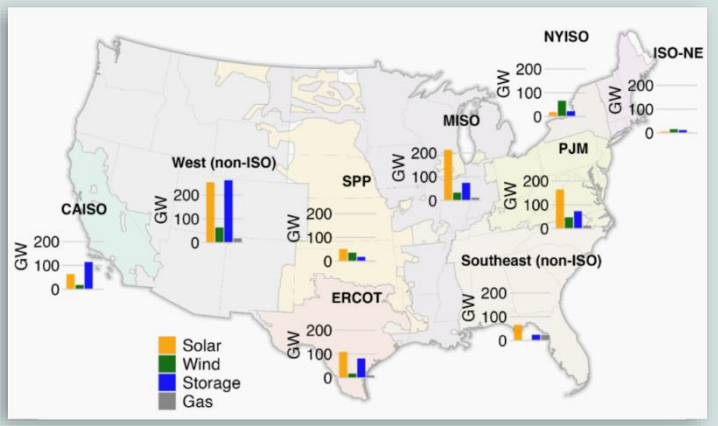 NYISO
GW
200
100
0
ISO-NE
GW
200
100
0
MISO
GW
200
100
0
PJM
GW
200
100
0
West (non-ISO)
GW
200
100
0
SPP
GW
200
100
0
CAISO
GW
200
100
0
Southeast (non-ISO)
GW
200
100
0
ERCOT
GW
200
100
0
Solar
Wind
Storage
Gas